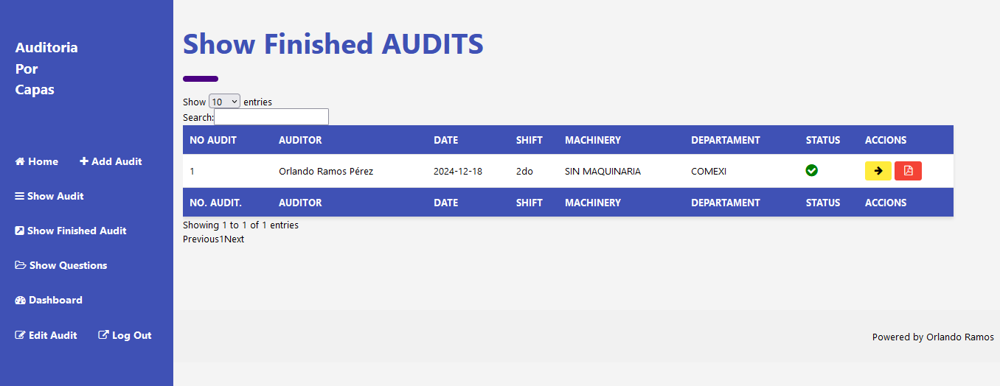 Auditoria
Por
Capas
Home
Add Audit
Show Audit
Show Finished Audit
Show Questions
Dashboard
Edit Audit
Log Out
Show Finished AUDITS
Show 10 entries
Search:
NO AUDIT AUDITOR DATE SHIFT MACHINERY DEPARTAMENT STATUS ACCIONS
1 Orlando Ramos Pérez 2024-12-18 2do SIN MAQUINARIA COMEXI
NO. AUDIT. AUDITOR DATE SHIFT MACHINERY DEPARTAMENT STATUS ACCIONS
Showing 1 to 1 of 1 entries
Previous1Next
Powered by Orlando Ramos